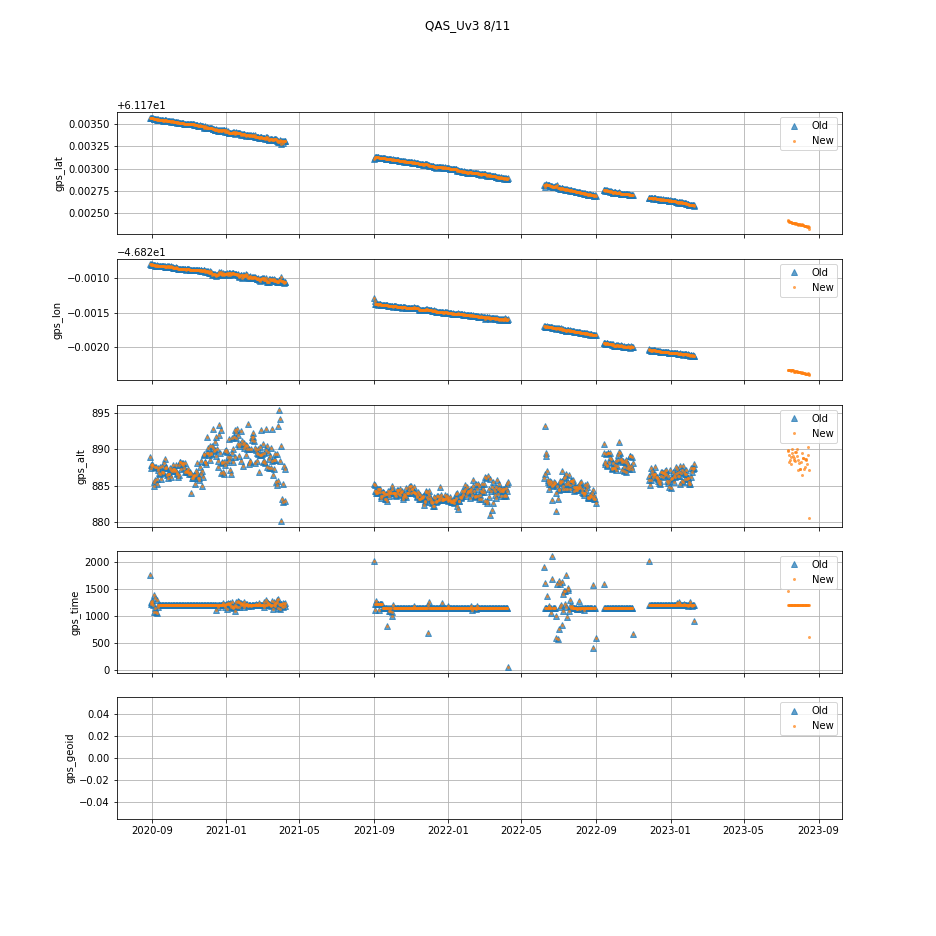 QAS_Uv3 8/11
+6.117e1
0.00350
0.00325
0.00300
0.00275
0.00250
gps_lat
Old
New
−4.682e1
−0.0010
−0.0015
−0.0020
gps_lon
Old
New
895
890
885
880
gps_alt
Old
New
2000
1500
1000
500
0
gps_time
Old
New
0.04
0.02
0.00
−0.02
−0.04
gps_geoid
Old
New
2020-09 2021-01 2021-05 2021-09 2022-01 2022-05 2022-09 2023-01 2023-05 2023-09